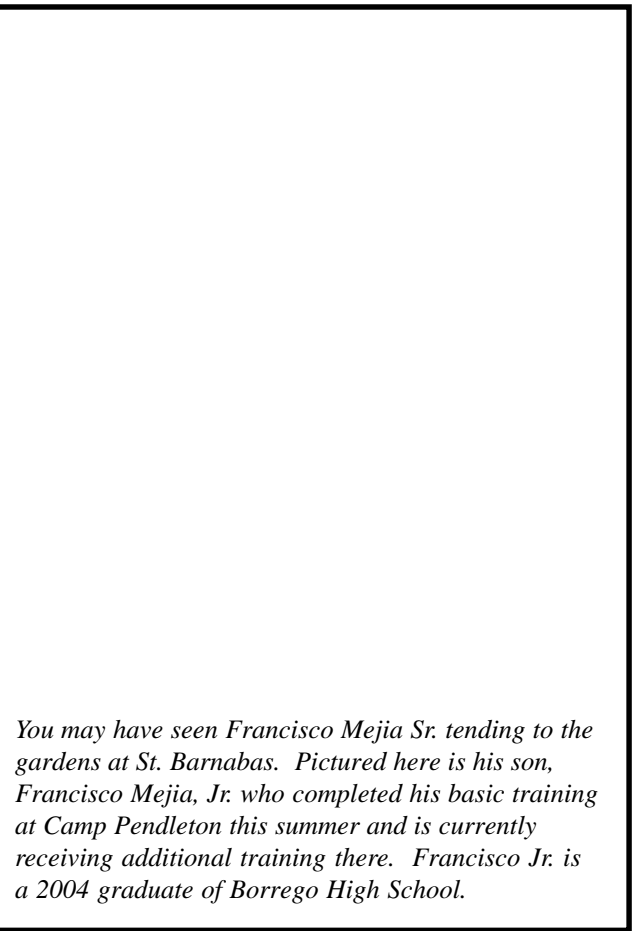 You may have seen Francisco Mejia Sr. tending to the
gardens at St. Barnabas.  Pictured here is his son,
Francisco Mejia, Jr. who completed his basic training
at Camp Pendleton this summer and is currently
receiving additional training there.  Francisco Jr. is
a 2004 graduate of Borrego High School.